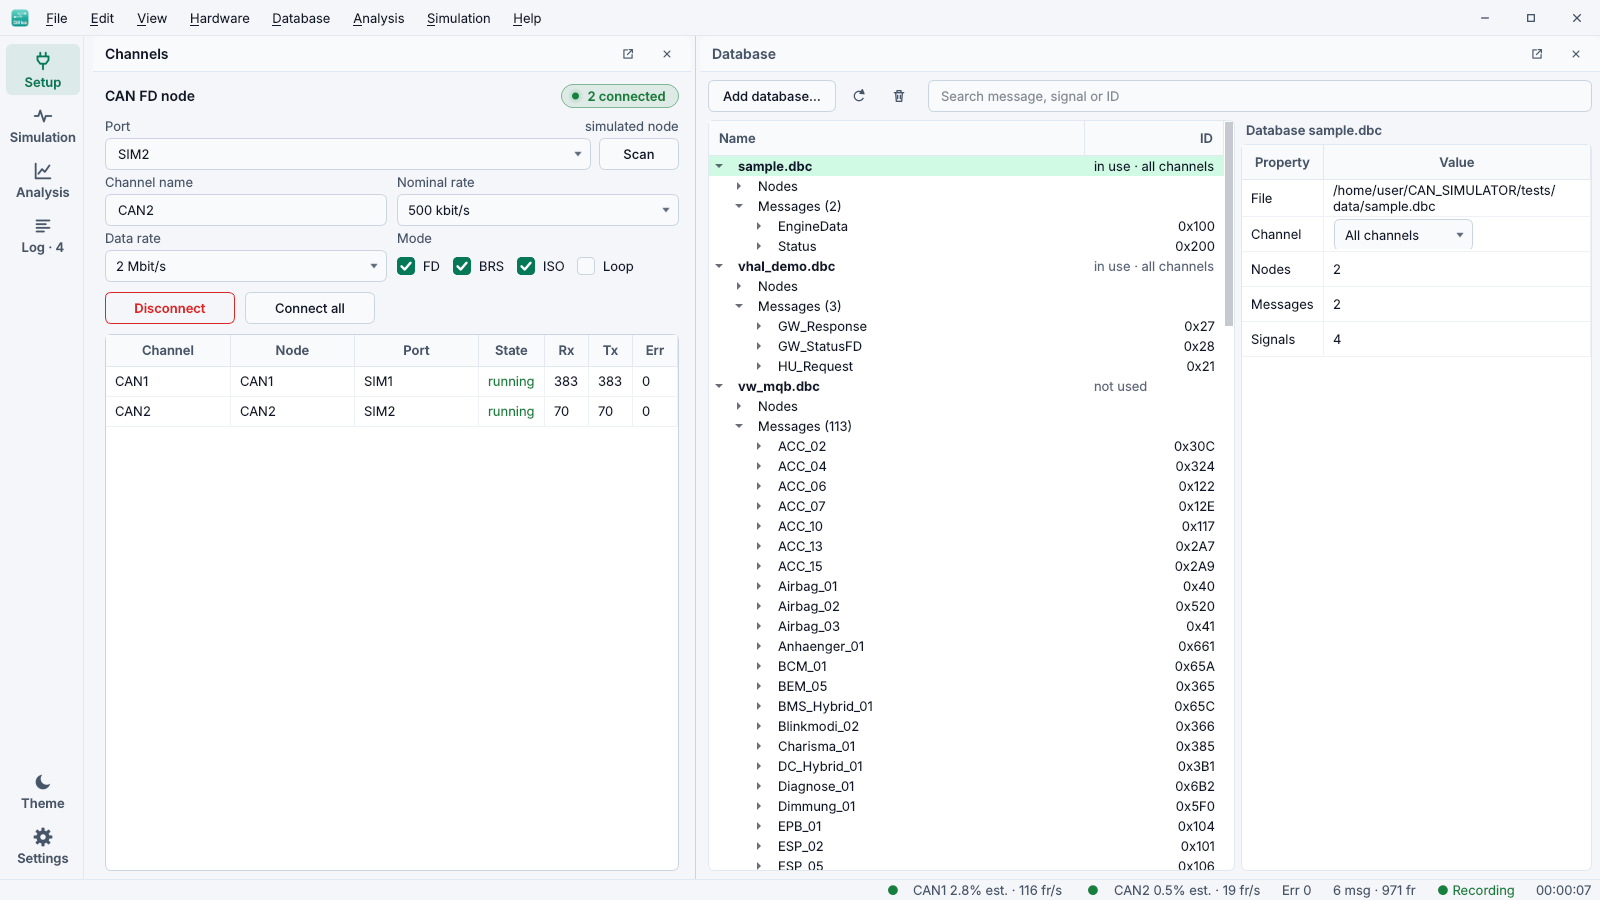 File Edit View Hardware Database Analysis Simulation Help
Setup
Simulation
Analysis
Log · 4
Theme
Settings
Channels
CAN FD node
2 connected
Port
simulated node
SIM2
Scan
Channel name
Nominal rate
CAN2
500 kbit/s
Data rate
Mode
2 Mbit/s
FD BRS ISO Loop
Disconnect
Connect all
Channel Node Port State Rx Tx Err
CAN1 CAN1 SIM1 running 383 383 0
CAN2 CAN2 SIM2 running 70 70 0
Database
Add database...
Search message, signal or ID
Name ID
sample.dbc in use · all channels
Nodes
Messages (2)
EngineData 0x100
Status 0x200
vhal_demo.dbc in use · all channels
Nodes
Messages (3)
GW_Response 0x27
GW_StatusFD 0x28
HU_Request 0x21
vw_mqb.dbc not used
Nodes
Messages (113)
ACC_02 0x30C
ACC_04 0x324
ACC_06 0x122
ACC_07 0x12E
ACC_10 0x117
ACC_13 0x2A7
ACC_15 0x2A9
Airbag_01 0x40
Airbag_02 0x520
Airbag_03 0x41
Anhaenger_01 0x661
BCM_01 0x65A
BEM_05 0x365
BMS_Hybrid_01 0x65C
Blinkmodi_02 0x366
Charisma_01 0x385
DC_Hybrid_01 0x3B1
Diagnose_01 0x6B2
Dimmung_01 0x5F0
EPB_01 0x104
ESP_02 0x101
ESP_05 0x106
Database sample.dbc
Property Value
File /home/user/CAN_SIMULATOR/tests/
data/sample.dbc
Channel All channels
Nodes 2
Messages 2
Signals 4
CAN1 2.8% est. · 116 fr/s CAN2 0.5% est. · 19 fr/s Err 0 6 msg · 971 fr Recording 00:00:07